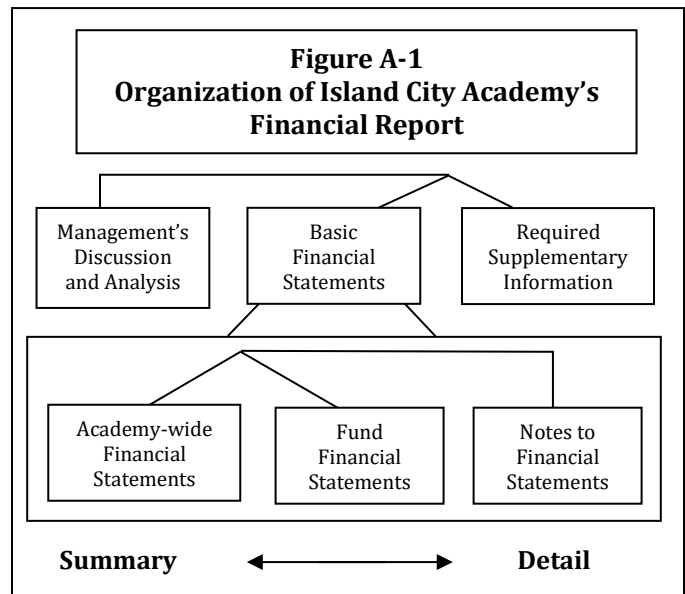 Figure A-1
Organization of Island City Academy’s
Financial Report
Management’s
Discussion
and Analysis
Basic
Financial
Statements
Required
Supplementary
Information
Academy-wide
Financial
Statements
Fund
Financial
Statements
Notes to
Financial
Statements
Summary
Detail